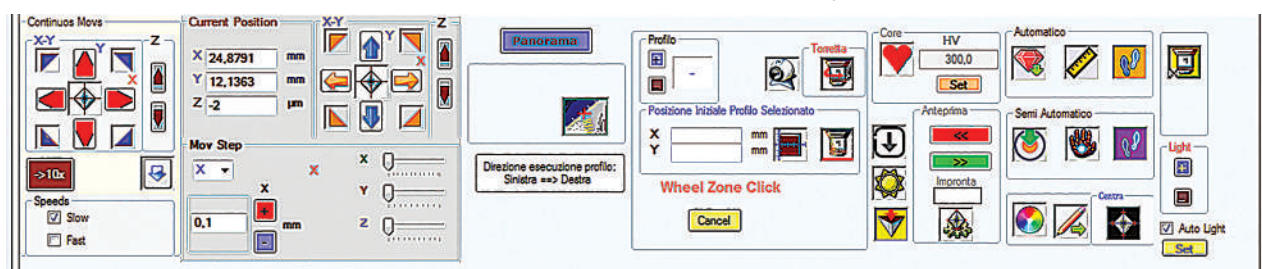 Continuos Movs
X-Y
Z
Y
X
->10x
Speeds
Slow
Fast
Current Position
X 24,8791 mm
Y 12,1363 mm
Z -2 µm
X-Y
Z
Y
X
Mov Step
X
X
X
0,1
+
-
mm
X
Y
Z
Panorama
Direzione esecuzione profilo:
Sinistra ==> Destra
Profilo
-
Torretta
Posizione Iniziale Profilo Selezionato
X mm
Y mm
Wheel Zone Click
Cancel
Core
HV
300,0
Set
Anteprima
<<
>>
Impronta
Automatico
Semi Automatico
Centra
Light
Auto Light
Set